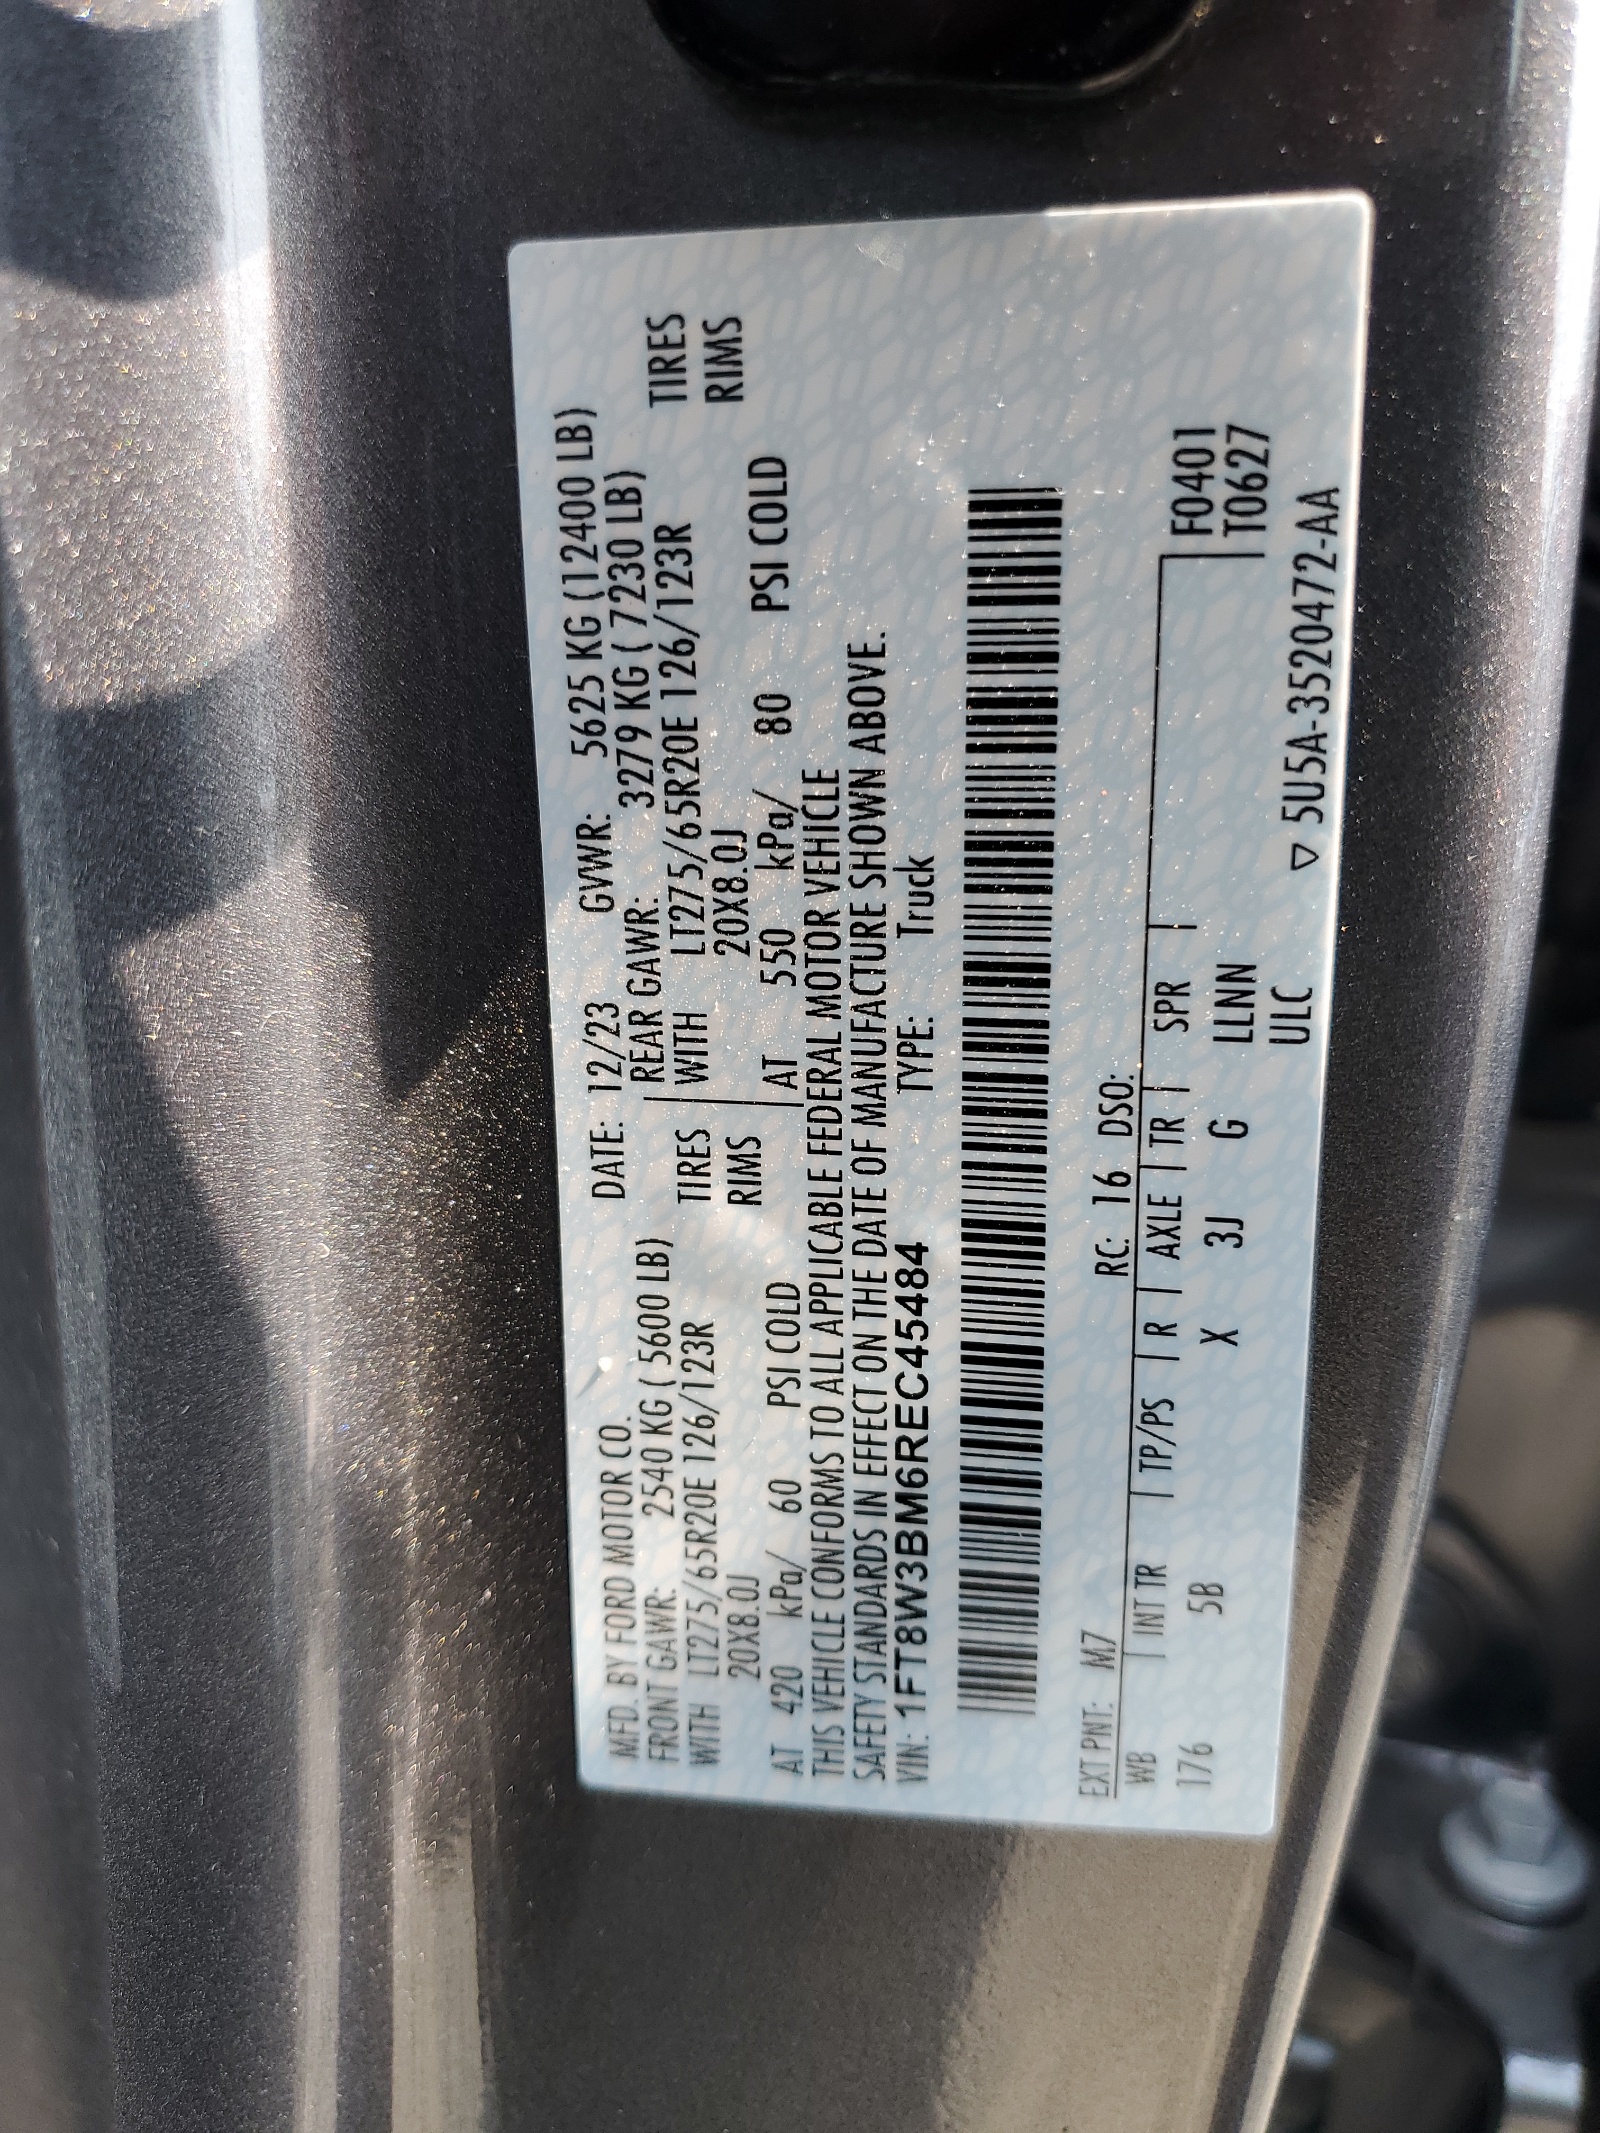 MFD. BY FORD MOTOR CO. DATE: 12/23 GVWR: 5625 KG (12400 LB)
FRONT GAWR: 2540 KG ( 5600 LB) REAR GAWR: 3279 KG ( 7230 LB)
WITH LT275/65R20E 126/123R TIRES WITH LT275/65R20E 126/123R TIRES
20X8.0J RIMS 20X8.0J RIMS
AT 420 kPa/ 60 PSI COLD AT 550 kPa/ 80 PSI COLD
THIS VEHICLE CONFORMS TO ALL APPLICABLE FEDERAL MOTOR VEHICLE
SAFETY STANDARDS IN EFFECT ON THE DATE OF MANUFACTURE SHOWN ABOVE.
VIN: 1FT8W3BM6REC45484 TYPE: Truck
EXT PNT: M7 RC: 16 DSO:
WB | INT TR | TP/PS | R | AXLE | TR | SPR | F0401
176 5B X 3J G LLNN T0627
ULC ▽ 5U5A-3520472-AA